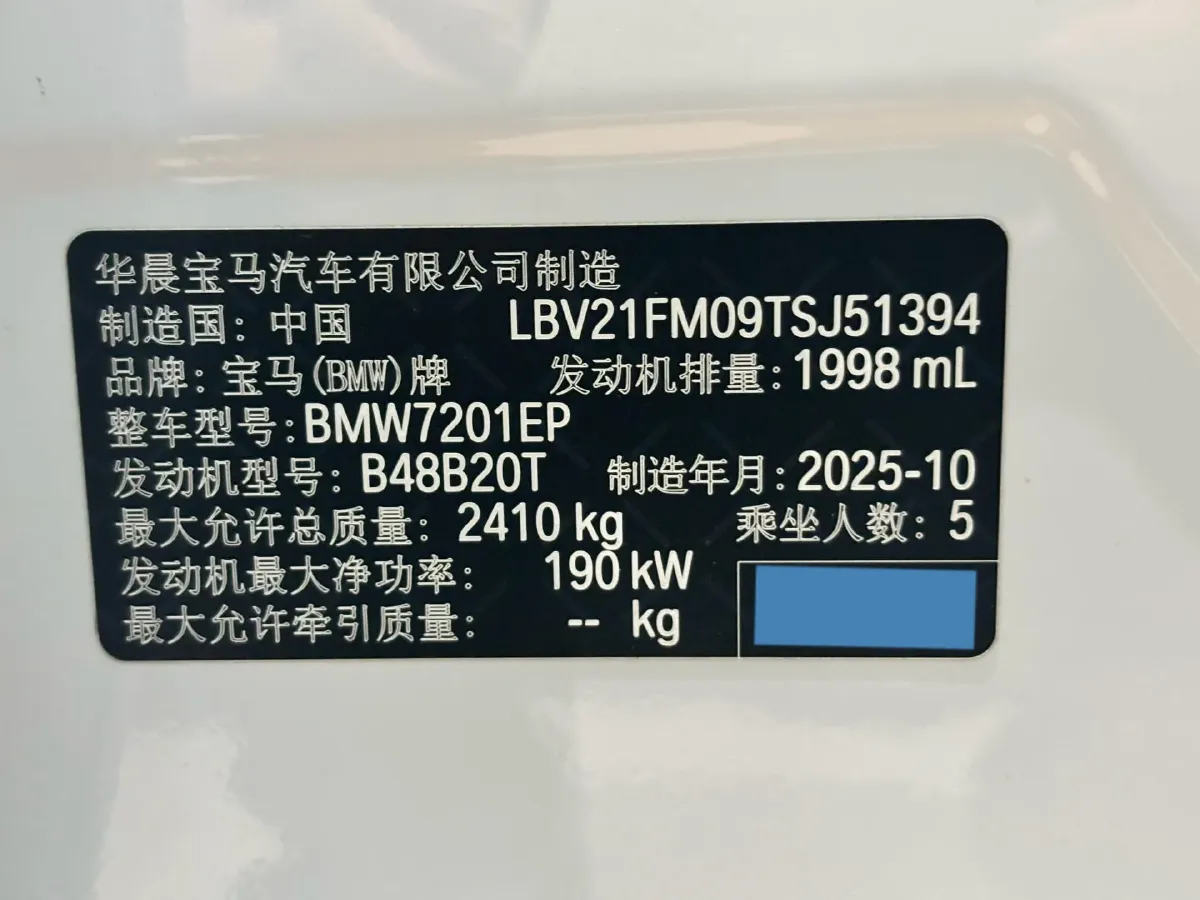 华晨宝马汽车有限公司制造
制造国：中国 LBV21FM09TSJ51394
品牌：宝马(BMW)牌 发动机排量：1998 mL
整车型号：BMW7201EP
发动机型号：B48B20T 制造年月：2025-10
最大允许总质量：2410 kg 乘坐人数：5
发动机最大净功率：190 kW
最大允许牵引质量：-- kg